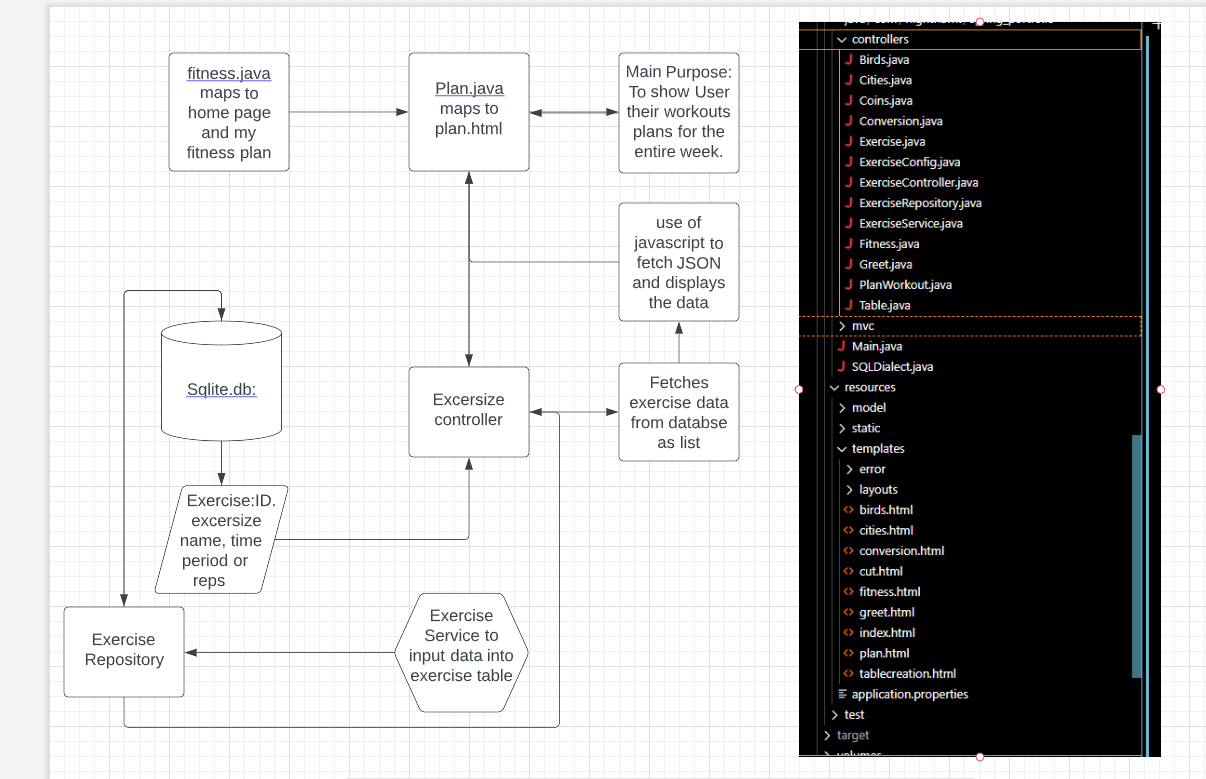 fitness.java
maps to
home page
and my
fitness plan
Plan.java
maps to
plan.html
Main Purpose:
To show User
their workouts
plans for the
entire week.
use of
javascript to
fetch JSON
and displays
the data
Sqlite.db:
Excersize
controller
Fetches
exercise data
from databse
as list
Exercise:ID.
excersize
name, time
period or
reps
Exercise
Repository
Exercise
Service to
input data into
exercise table
controllers
Birds.java
Cities.java
Coins.java
Conversion.java
Exercise.java
ExerciseConfig.java
ExerciseController.java
ExerciseRepository.java
ExerciseService.java
Fitness.java
Greet.java
PlanWorkout.java
Table.java
mvc
Main.java
SQLDialect.java
resources
model
static
templates
error
layouts
birds.html
cities.html
conversion.html
cut.html
fitness.html
greet.html
index.html
plan.html
tablecreation.html
application.properties
test
target
volumes